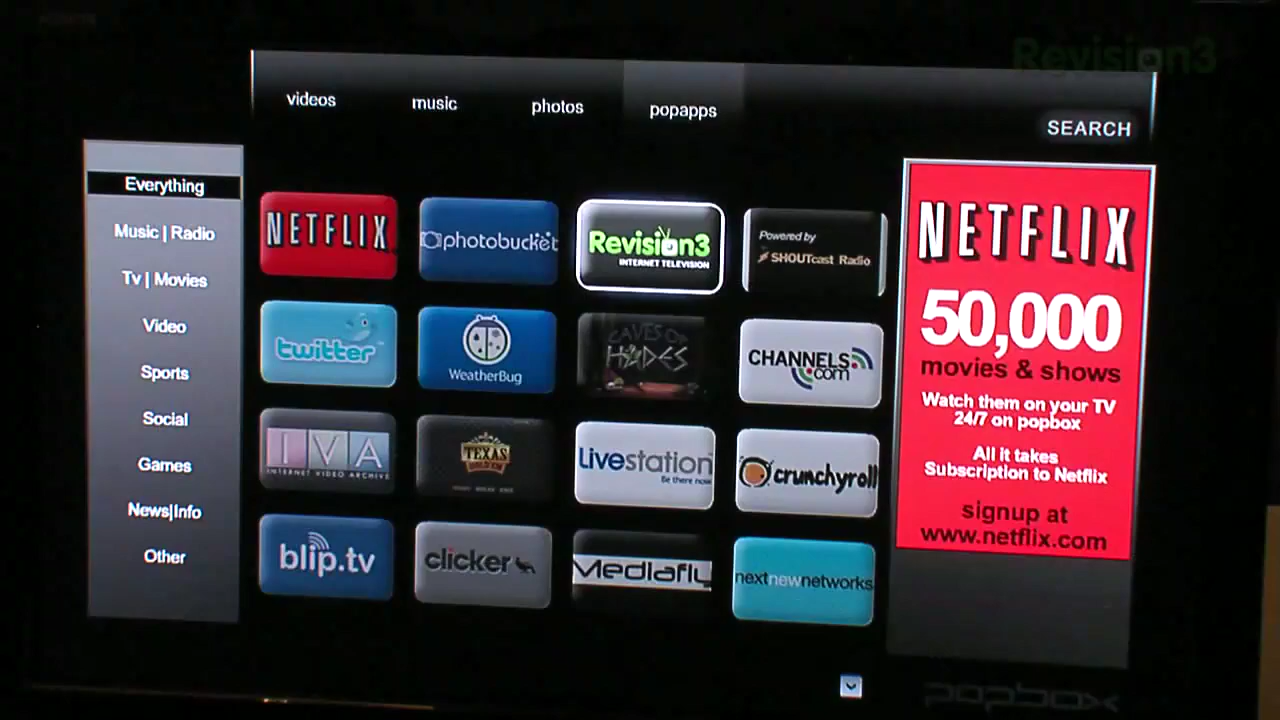 Revision3
videos
music
photos
popapps
SEARCH
Everything
Music | Radio
Tv | Movies
Video
Sports
Social
Games
News|Info
Other
NETFLIX
photobucket
Revision3
INTERNET TELEVISION
Powered by
SHOUTcast Radio
twitter
WeatherBug
CAVES OF
HADES
CHANNELS
.com
IVA
INTERNET VIDEO ARCHIVE
TEXAS
HOLD'EM
Livestation
Be there now
crunchyroll
blip.tv
clicker
Mediafly
nextnewnetworks
NETFLIX
50,000
movies & shows
Watch them on your TV
24/7 on popbox
All it takes
Subscription to Netflix
signup at
www.netflix.com
popbox